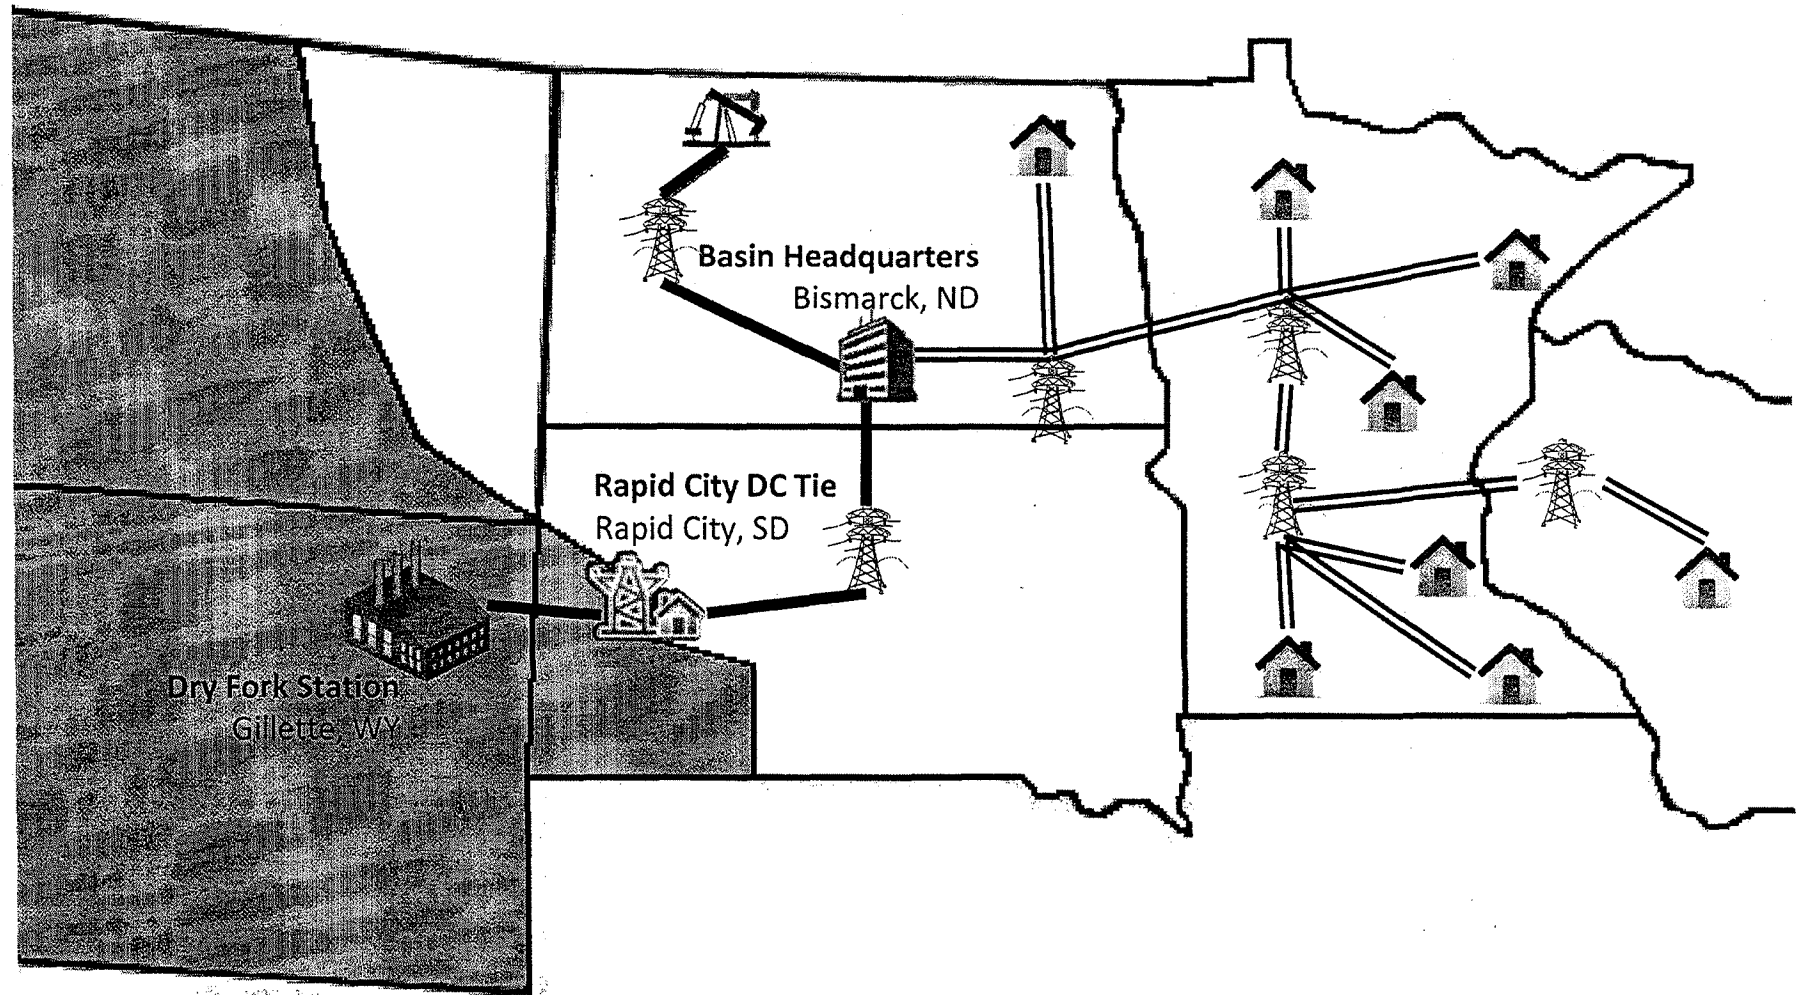 Basin Headquarters
Bismarck, ND
Rapid City DC Tie
Rapid City, SD
Dry Fork Station
Gillette, WY